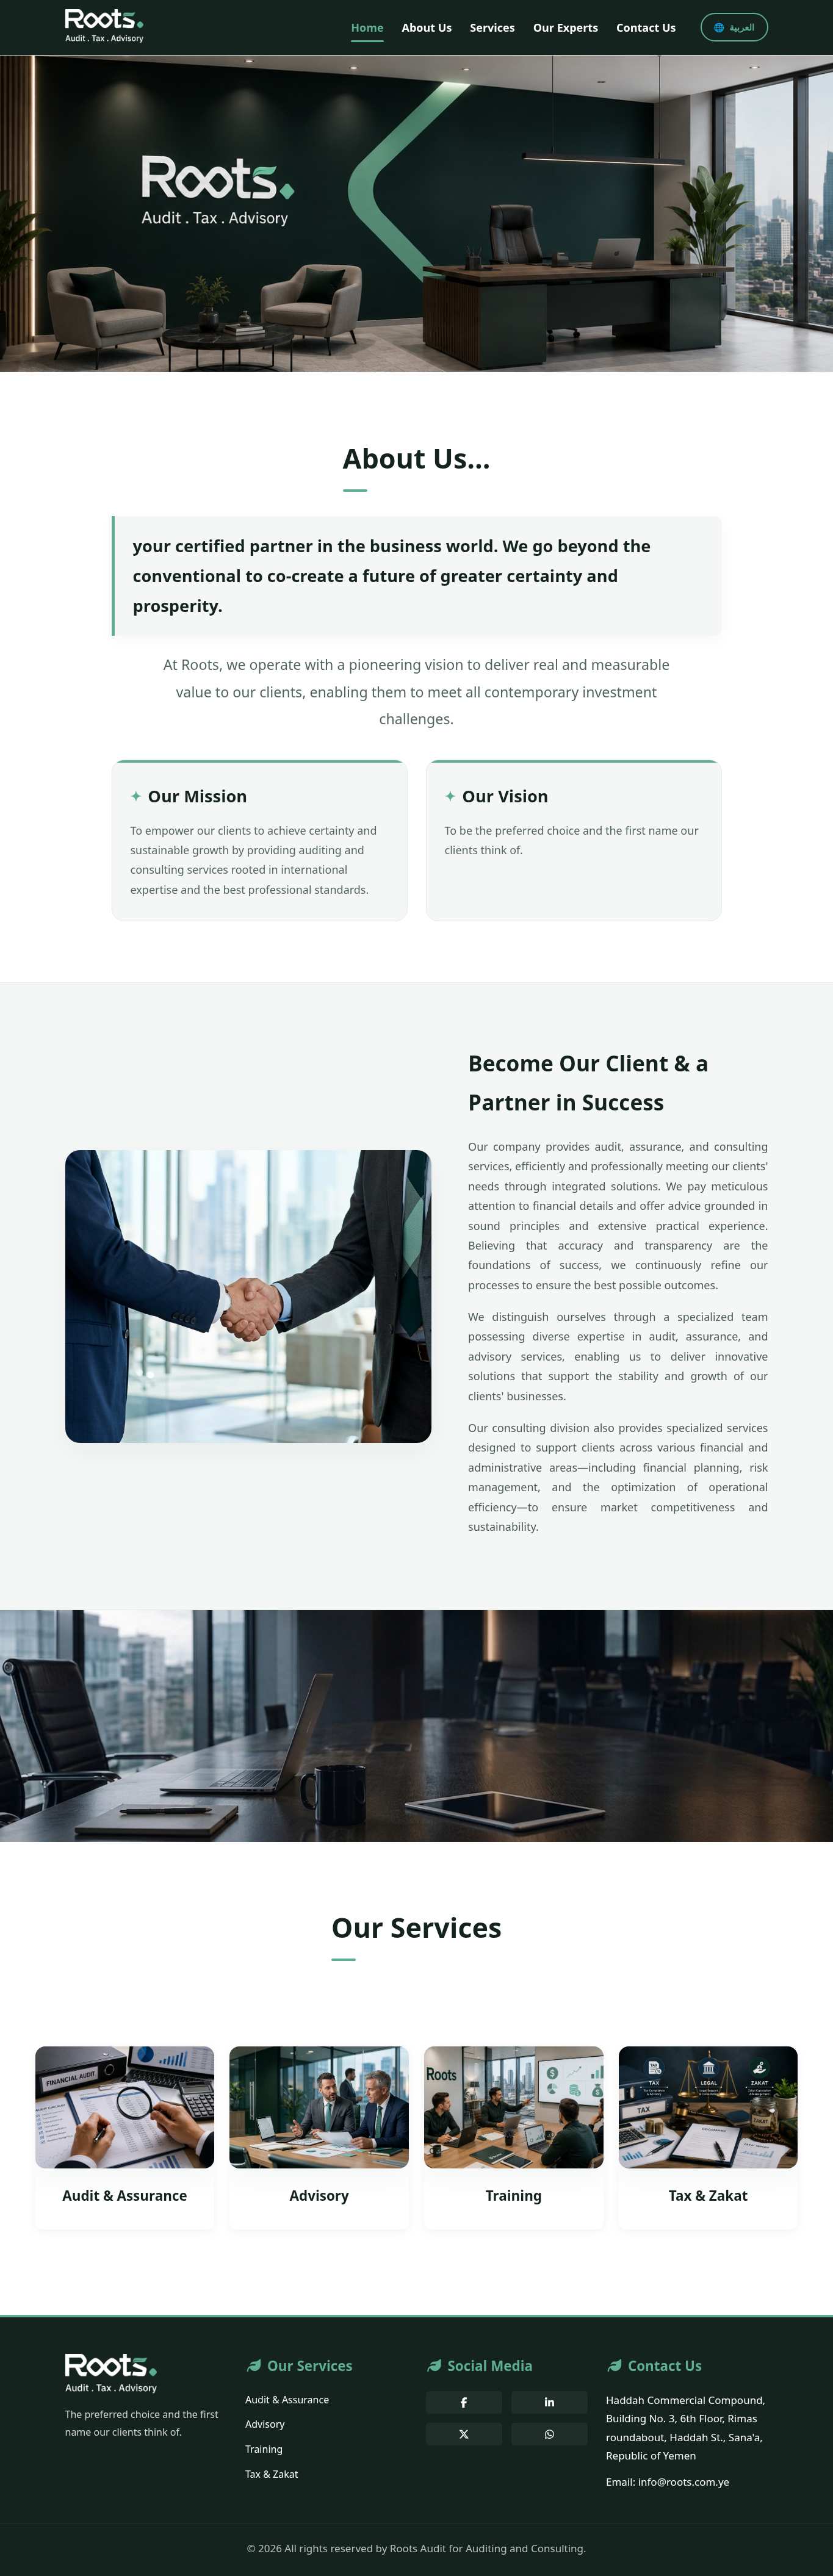 Roots.
Audit . Tax . Advisory
Home
About Us
Services
Our Experts
Contact Us
العربية
Roots.
Audit . Tax . Advisory
About Us...
your certified partner in the business world. We go beyond the
conventional to co-create a future of greater certainty and
prosperity.
At Roots, we operate with a pioneering vision to deliver real and measurable
value to our clients, enabling them to meet all contemporary investment
challenges.
Our Mission
To empower our clients to achieve certainty and
sustainable growth by providing auditing and
consulting services rooted in international
expertise and the best professional standards.
Our Vision
To be the preferred choice and the first name our
clients think of.
Become Our Client & a
Partner in Success
Our company provides audit, assurance, and consulting
services, efficiently and professionally meeting our clients'
needs through integrated solutions. We pay meticulous
attention to financial details and offer advice grounded in
sound principles and extensive practical experience.
Believing that accuracy and transparency are the
foundations of success, we continuously refine our
processes to ensure the best possible outcomes.
We distinguish ourselves through a specialized team
possessing diverse expertise in audit, assurance, and
advisory services, enabling us to deliver innovative
solutions that support the stability and growth of our
clients' businesses.
Our consulting division also provides specialized services
designed to support clients across various financial and
administrative areas—including financial planning, risk
management, and the optimization of operational
efficiency—to ensure market competitiveness and
sustainability.
Our Services
FINANCIAL AUDIT
Roots
TAX
LEGAL
ZAKAT
TAX
ZAKAT
Audit & Assurance
Advisory
Training
Tax & Zakat
Roots.
Audit . Tax . Advisory
The preferred choice and the first
name our clients think of.
Our Services
Audit & Assurance
Advisory
Training
Tax & Zakat
Social Media
Contact Us
Haddah Commercial Compound,
Building No. 3, 6th Floor, Rimas
roundabout, Haddah St., Sana'a,
Republic of Yemen
Email: info@roots.com.ye
© 2026 All rights reserved by Roots Audit for Auditing and Consulting.